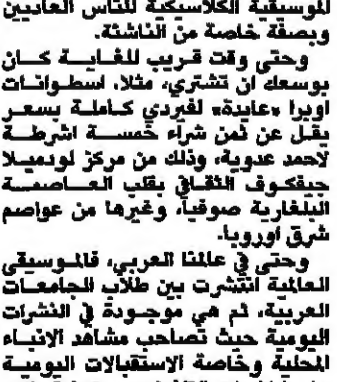 للموسيقية الكلاسيكية للناس العاديين
وبصفة خاصة من الناشئة.
وحتى وقت قريب للغاية كان
بوسعك ان تشتري، مثلا، اسطوانات
اوبرا «عايدة» لفيردي كاملة بسعر
يقل عن ثمن شراء خمسة اشرطة
لاحمد عدوية، وذلك من مركز لودميلا
جيفكوف الثقافي بقلب العاصمة
البلغارية صوفيا، وغيرها من عواصم
شرق اوروبا.
وحتى في عالمنا العربي، فالموسيقى
العالمية انتشرت بين طلاب الجامعات
العربية، ثم هي موجودة في النشرات
اليومية حيث تصاحب مشاهد الانباء
المحلية وخاصة الاستقبالات اليومية